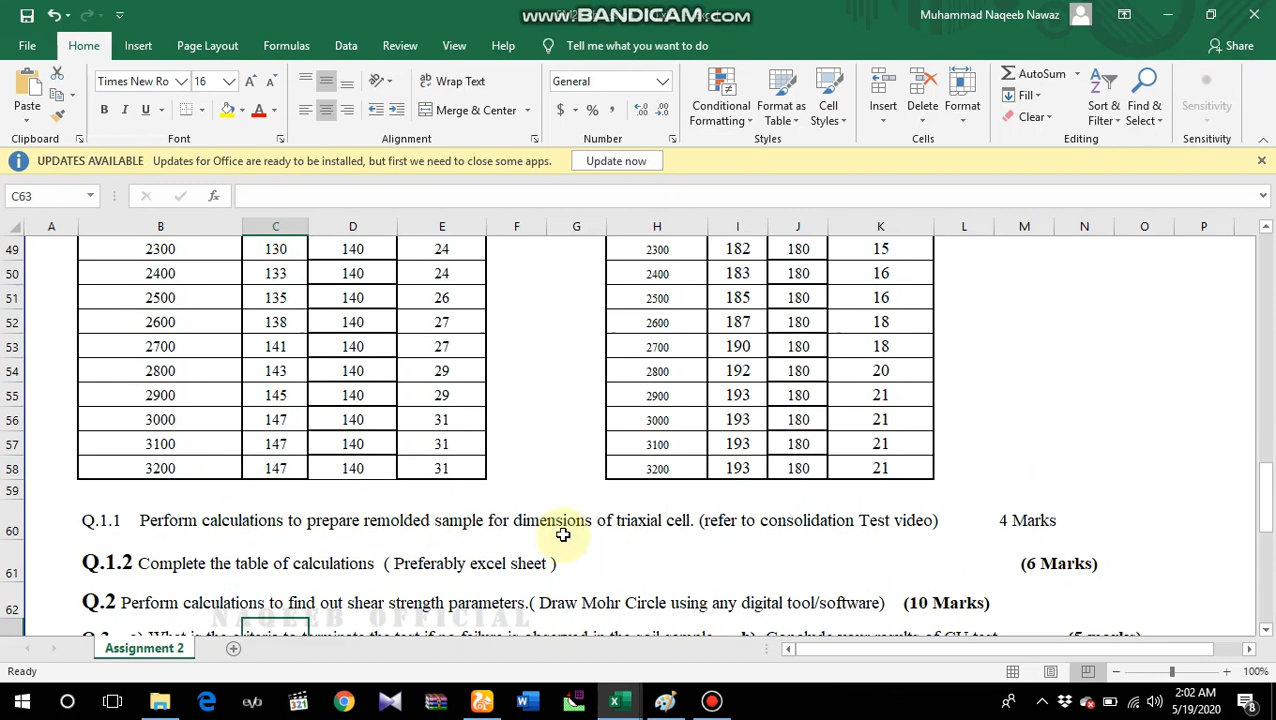 www.BANDICAM.com
Muhammad Naqeeb Nawaz
File Home Insert Page Layout Formulas Data Review View Help Tell me what you want to do Share
Paste
Times New Ro 16
Wrap Text
General
Merge & Center
B I U A
$ % ,
Conditional Formatting
Format as Table
Cell Styles
Insert Delete Format
AutoSum
Fill
Clear
Sort & Filter
Find & Select
Sensitivity
Clipboard Font Alignment Number Styles Cells Editing Sensitivity
UPDATES AVAILABLE Updates for Office are ready to be installed, but first we need to close some apps. Update now
C63 fx
A B C D E F G H I J K L M N O P
49 2300 130 140 24 2300 182 180 15
50 2400 133 140 24 2400 183 180 16
51 2500 135 140 26 2500 185 180 16
52 2600 138 140 27 2600 187 180 18
53 2700 141 140 27 2700 190 180 18
54 2800 143 140 29 2800 192 180 20
55 2900 145 140 29 2900 193 180 21
56 3000 147 140 31 3000 193 180 21
57 3100 147 140 31 3100 193 180 21
58 3200 147 140 31 3200 193 180 21
59
60 Q.1.1 Perform calculations to prepare remolded sample for dimensions of triaxial cell. (refer to consolidation Test video) 4 Marks
61 Q.1.2 Complete the table of calculations ( Preferably excel sheet ) (6 Marks)
62 Q.2 Perform calculations to find out shear strength parameters.( Draw Mohr Circle using any digital tool/software) (10 Marks)
NAQEEB OFFICIAL
Assignment 2
Ready 100%
2:02 AM
5/19/2020
8